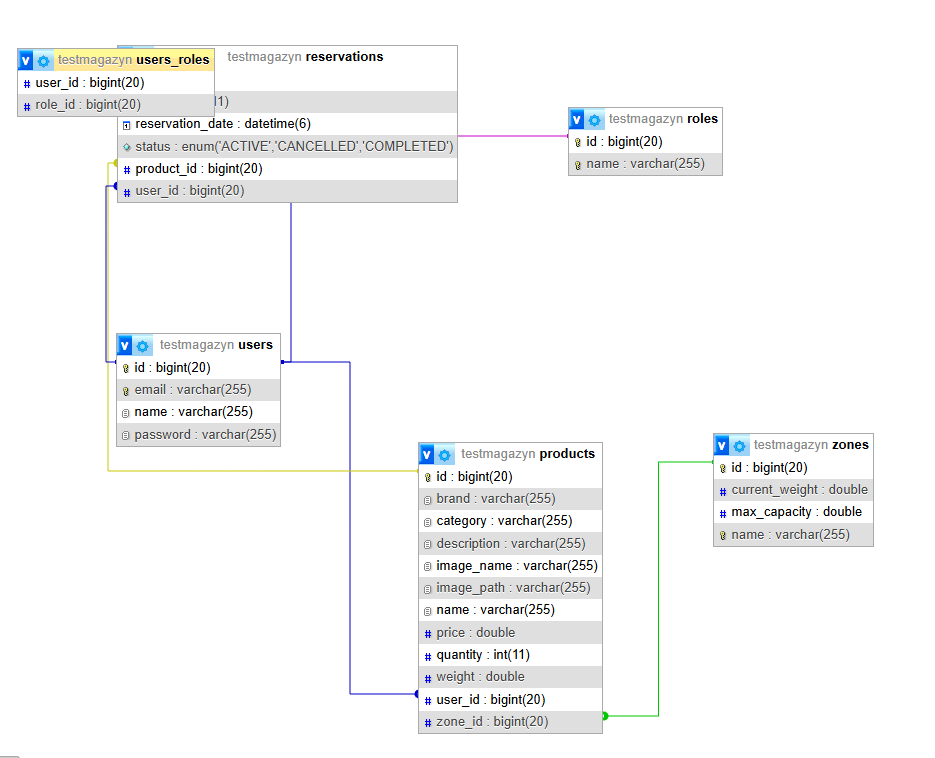 testmagazyn users_roles
user_id : bigint(20)
role_id : bigint(20)
testmagazyn reservations
11)
reservation_date : datetime(6)
status : enum('ACTIVE','CANCELLED','COMPLETED')
product_id : bigint(20)
user_id : bigint(20)
testmagazyn roles
id : bigint(20)
name : varchar(255)
testmagazyn users
id : bigint(20)
email : varchar(255)
name : varchar(255)
password : varchar(255)
testmagazyn products
id : bigint(20)
brand : varchar(255)
category : varchar(255)
description : varchar(255)
image_name : varchar(255)
image_path : varchar(255)
name : varchar(255)
price : double
quantity : int(11)
weight : double
user_id : bigint(20)
zone_id : bigint(20)
testmagazyn zones
id : bigint(20)
current_weight : double
max_capacity : double
name : varchar(255)